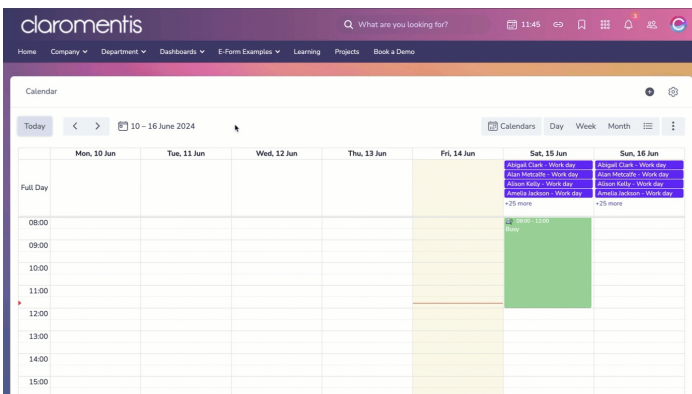 claromentis
What are you looking for?
11:45
3
Home Company Department Dashboards E-Form Examples Learning Projects Book a Demo
Calendar
Today 10 – 16 June 2024 Calendars Day Week Month
Mon, 10 Jun Tue, 11 Jun Wed, 12 Jun Thu, 13 Jun Fri, 14 Jun Sat, 15 Jun Sun, 16 Jun
Full Day
Abigail Clark - Work day Abigail Clark - Work day
Alan Metcalfe - Work day Alan Metcalfe - Work day
Alison Kelly - Work day Alison Kelly - Work day
Amelia Jackson - Work day Amelia Jackson - Work day
+25 more +25 more
08:00
Busy
09:00
10:00
11:00
12:00
13:00
14:00
15:00